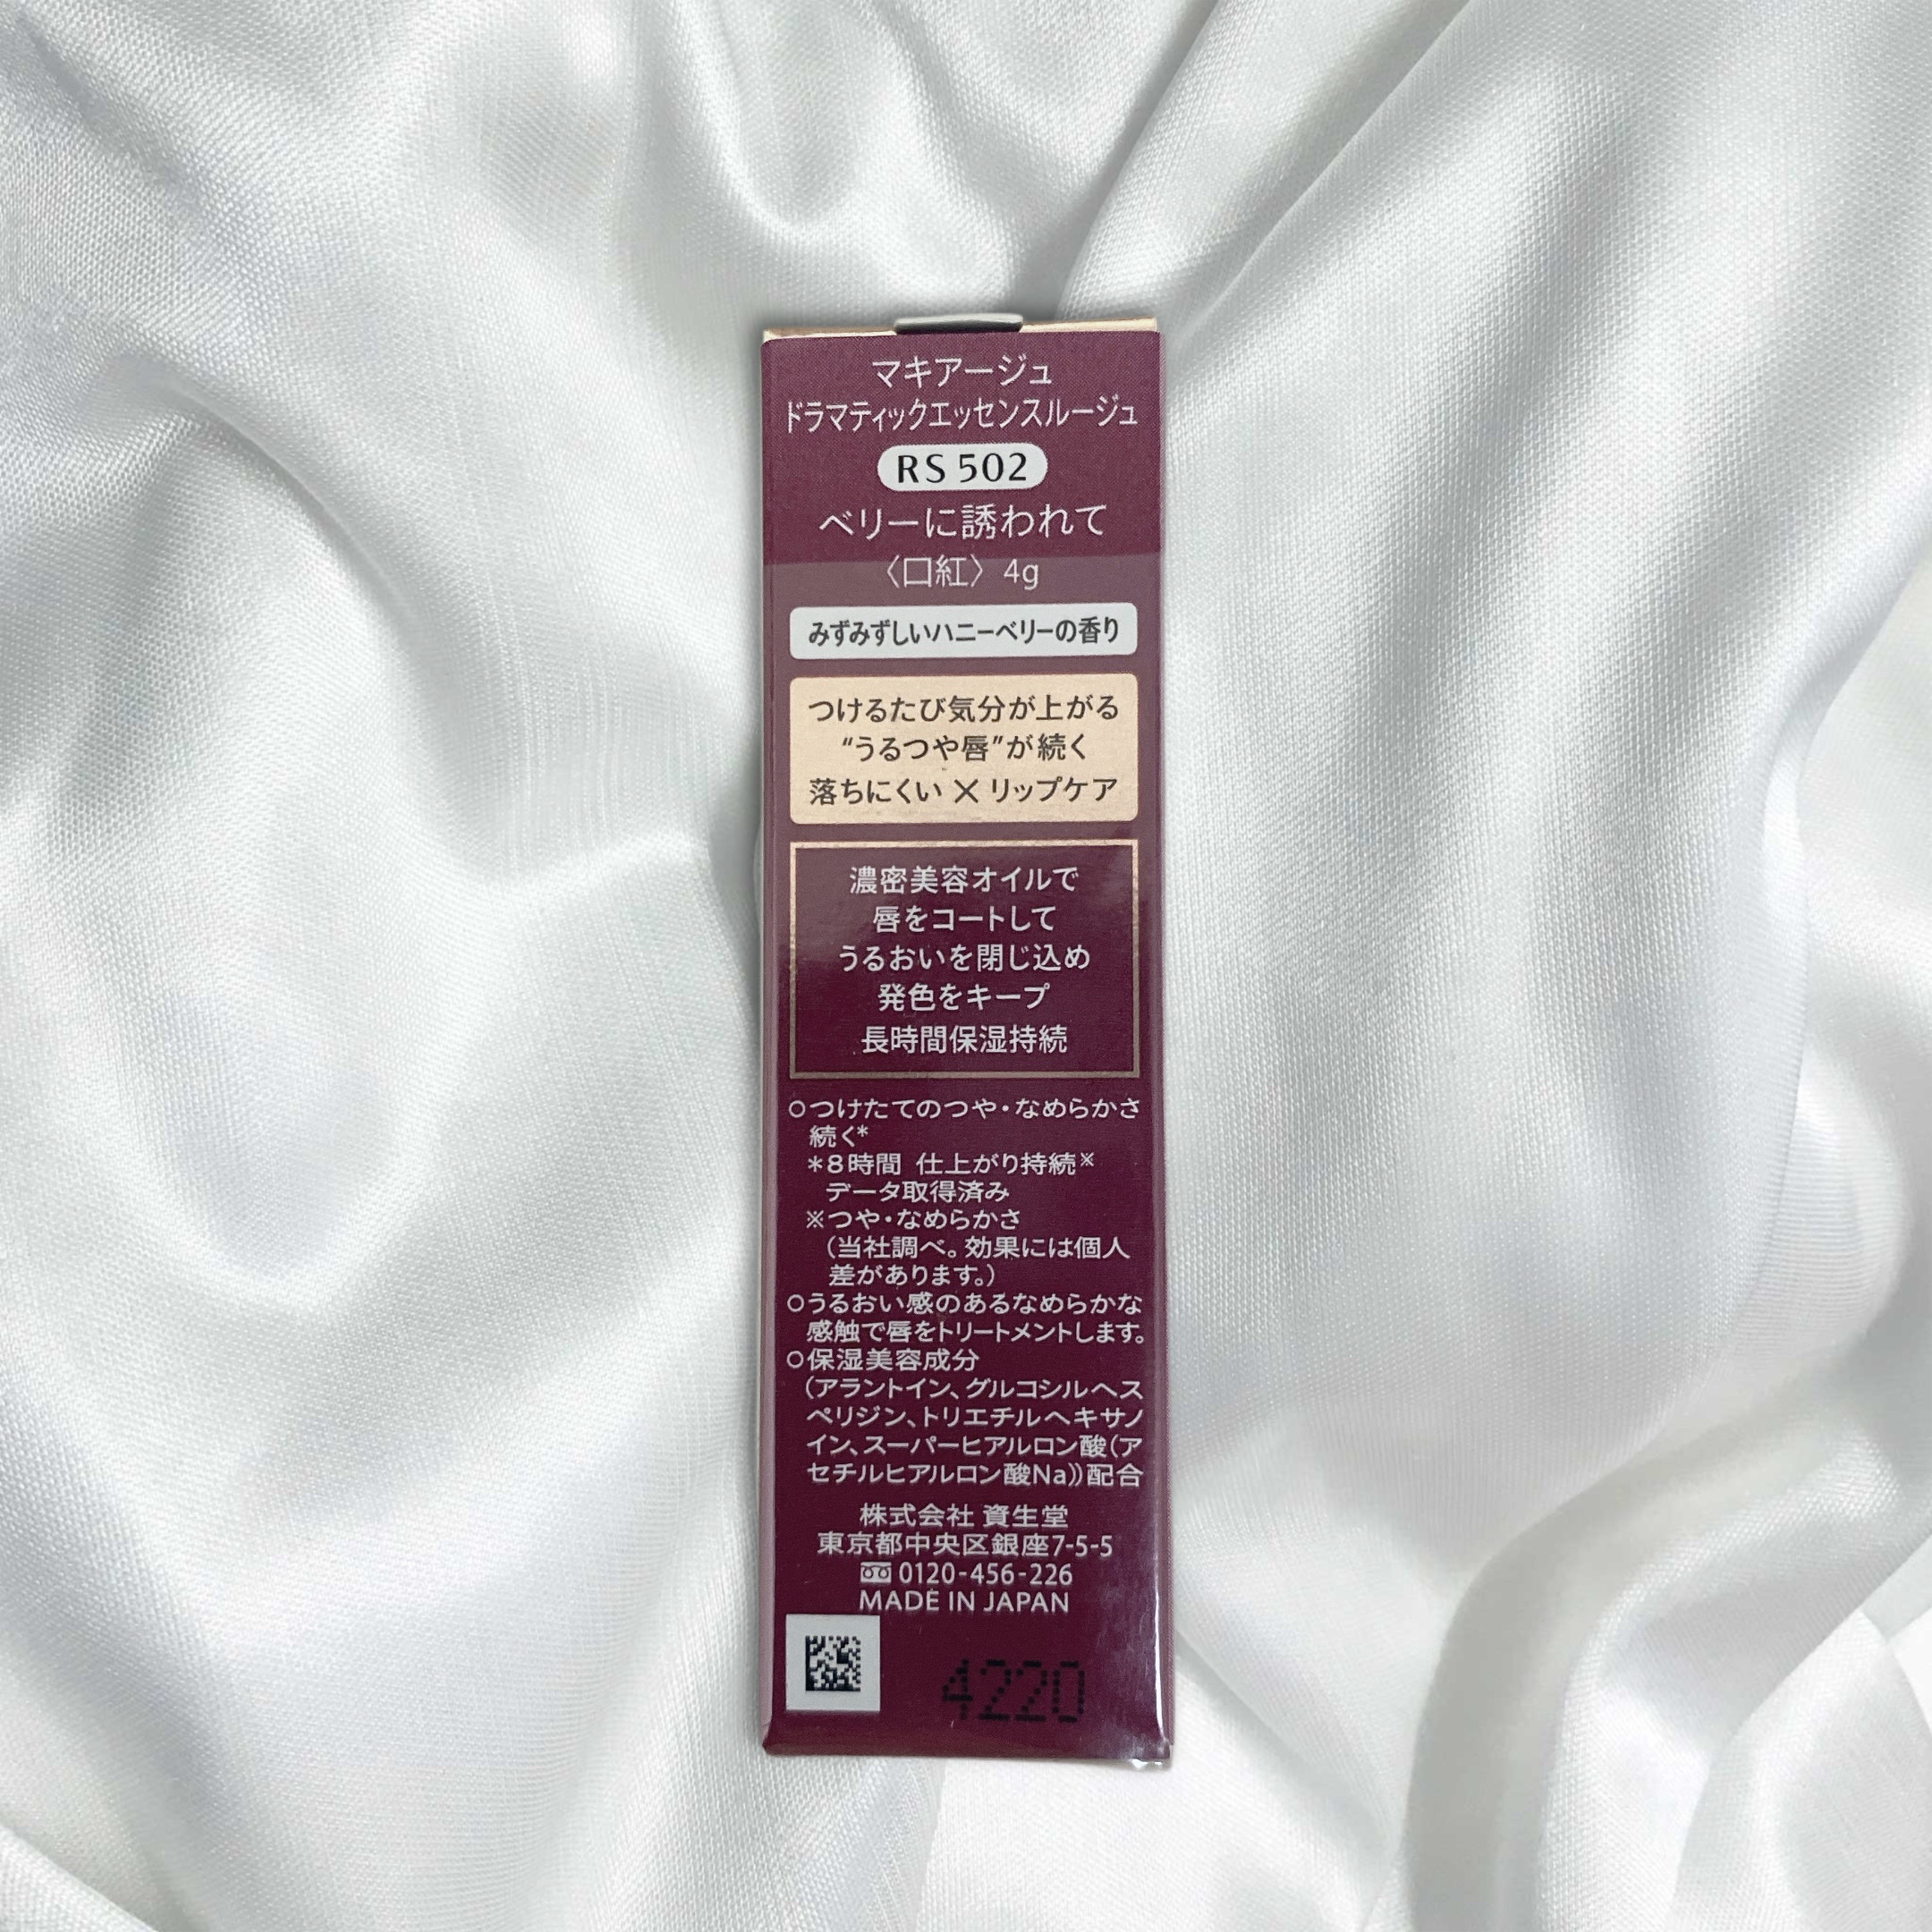 マキアージュ
ドラマティックエッセンスルージュ
RS 502
ベリーに誘われて
〈口紅〉4g
みずみずしいハニーベリーの香り
つけるたび気分が上がる
“うるつや唇”が続く
落ちにくい × リップケア
濃密美容オイルで
唇をコートして
うるおいを閉じ込め
発色をキープ
長時間保湿持続
○つけたてのつや・なめらかさ
続く*
*8時間 仕上がり持続※
データ取得済み
※つや・なめらかさ
（当社調べ。効果には個人
差があります。）
○うるおい感のあるなめらかな
感触で唇をトリートメントします。
○保湿美容成分
（アラントイン、グルコシルヘス
ペリジン、トリエチルヘキサノ
イン、スーパーヒアルロン酸（ア
セチルヒアルロン酸Na））配合
株式会社 資生堂
東京都中央区銀座7-5-5
0120-456-226
MADE IN JAPAN
4220